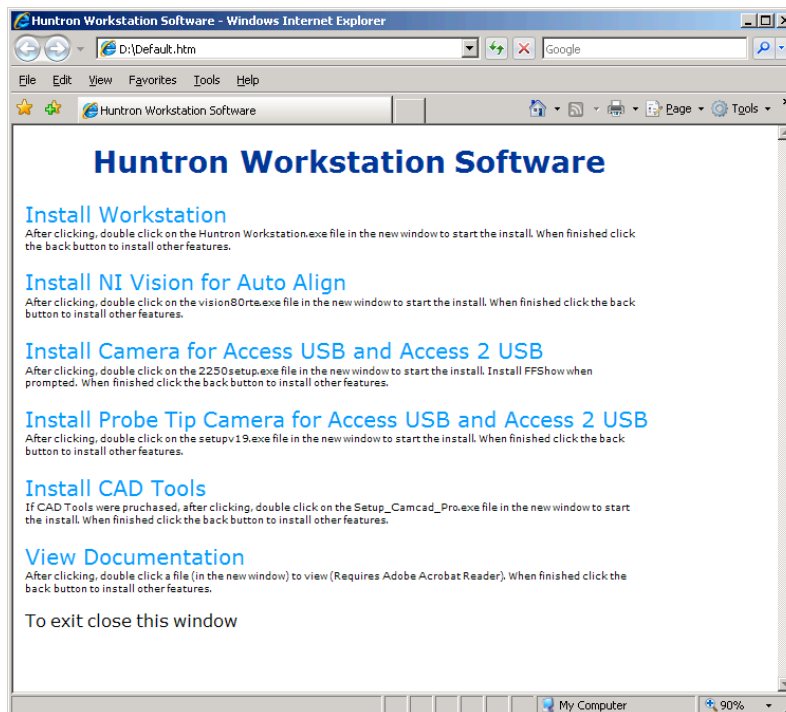 Huntron Workstation Software - Windows Internet Explorer
D:\Default.htm
Google
File Edit View Favorites Tools Help
Huntron Workstation Software
Page Tools
Huntron Workstation Software
Install Workstation
After clicking, double click on the Huntron Workstation.exe file in the new window to start the install. When finished click
the back button to install other features.
Install NI Vision for Auto Align
After clicking, double click on the vision80rte.exe file in the new window to start the install. When finished click the back
button to install other features.
Install Camera for Access USB and Access 2 USB
After clicking, double click on the 2250setup.exe file in the new window to start the install. Install FFShow when
prompted. When finished click the back button to install other features.
Install Probe Tip Camera for Access USB and Access 2 USB
After clicking, double click on the setupv19.exe file in the new window to start the install. When finished click the back
button to install other features.
Install CAD Tools
If CAD Tools were pruchased, after clicking, double click on the Setup_Camcad_Pro.exe file in the new window to start
the install. When finished click the back button to install other features.
View Documentation
After clicking, double click a file (in the new window) to view (Requires Adobe Acrobat Reader). When finished click the
back button to install other features.
To exit close this window
My Computer
90%